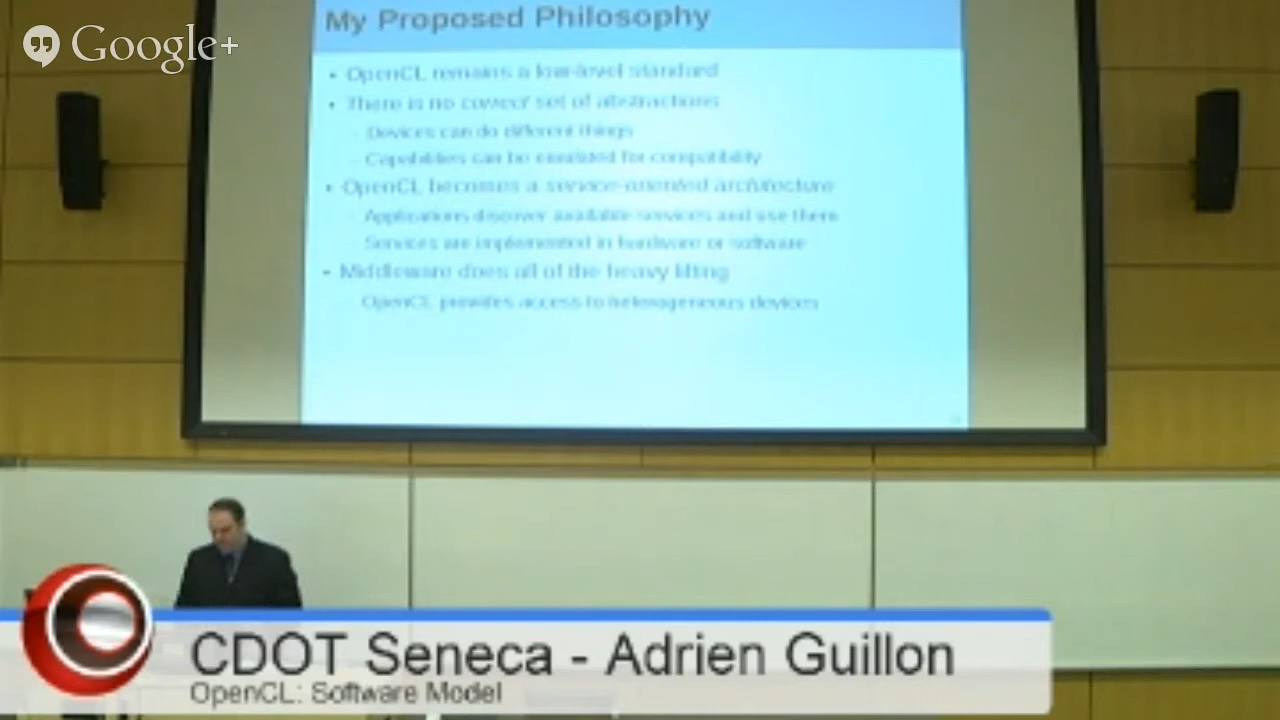 Google+
My Proposed Philosophy
• OpenCL remains a low-level standard
• There is no correct set of abstractions
- Devices can do different things
- Capabilities can be emulated for compatibility
• OpenCL becomes a service-oriented architecture
- Applications discover available services and use them
- Services are implemented in hardware or software
• Middleware does all of the heavy lifting
- OpenCL provides access to heterogeneous devices
CDOT Seneca - Adrien Guillon
OpenCL: Software Model